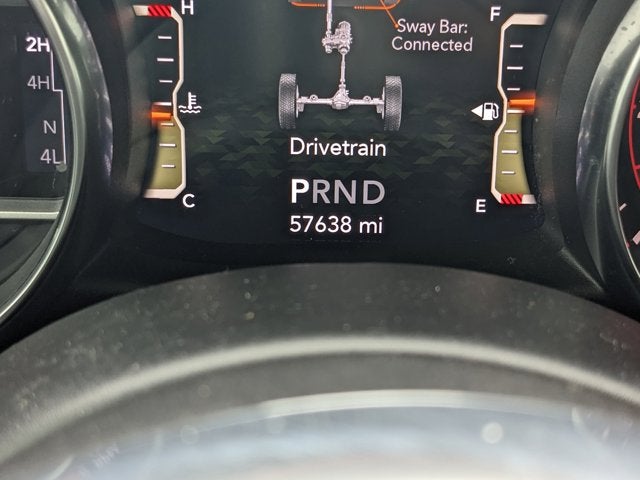 H
F
Sway Bar:
Connected
2H
4H
N
4L
Drivetrain
C
E
PRND
57638 mi